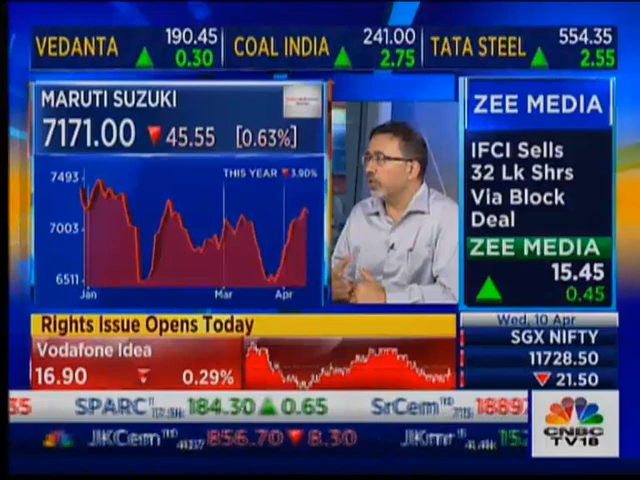 VEDANTA 190.45 ▲ 0.30
COAL INDIA 241.00 ▲ 2.75
TATA STEEL 554.35 ▲ 2.55
MARUTI SUZUKI
7171.00 ▼ 45.55 [0.63%]
THIS YEAR ▼ 3.90%
7493
7003
6511
Jan Mar Apr
ZEE MEDIA
IFCI Sells
32 Lk Shrs
Via Block
Deal
ZEE MEDIA
15.45
▲ 0.45
Rights Issue Opens Today
Vodafone Idea
16.90 ▼ 0.29%
Wed, 10 Apr
SGX NIFTY
11728.50
▼ 21.50
35 SPARC 184.30 ▲ 0.65 SrCem 1889
JKCem 856.70 ▼ 8.30 JKmr 15
CNBC
TV18